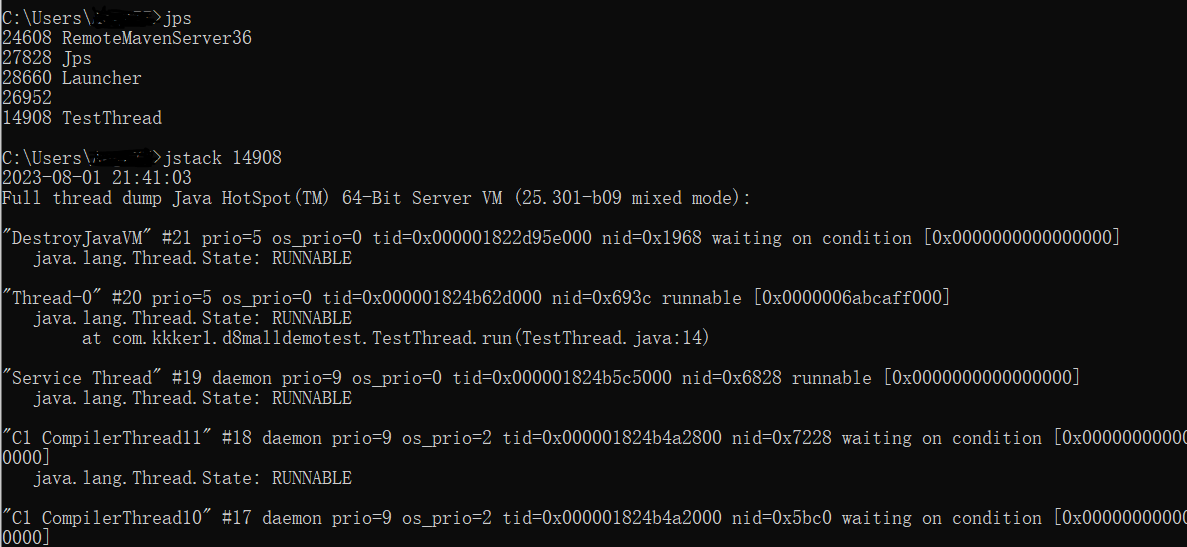 C:\Users\>jps
24608 RemoteMavenServer36
27828 Jps
28660 Launcher
26952
14908 TestThread
C:\Users\>jstack 14908
2023-08-01 21:41:03
Full thread dump Java HotSpot(TM) 64-Bit Server VM (25.301-b09 mixed mode):
"DestroyJavaVM" #21 prio=5 os_prio=0 tid=0x000001822d95e000 nid=0x1968 waiting on condition [0x0000000000000000]
java.lang.Thread.State: RUNNABLE
"Thread-0" #20 prio=5 os_prio=0 tid=0x000001824b62d000 nid=0x693c runnable [0x0000006abcaff000]
java.lang.Thread.State: RUNNABLE
at com.kkkerl.d8malldemotest.TestThread.run(TestThread.java:14)
"Service Thread" #19 daemon prio=9 os_prio=0 tid=0x000001824b5c5000 nid=0x6828 runnable [0x0000000000000000]
java.lang.Thread.State: RUNNABLE
"C1 CompilerThread11" #18 daemon prio=9 os_prio=2 tid=0x000001824b4a2800 nid=0x7228 waiting on condition [0x000000000000
0000]
java.lang.Thread.State: RUNNABLE
"C1 CompilerThread10" #17 daemon prio=9 os_prio=2 tid=0x000001824b4a2000 nid=0x5bc0 waiting on condition [0x000000000000
0000]